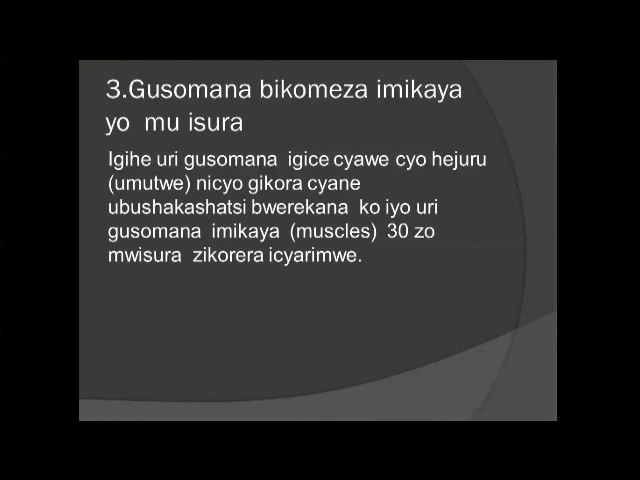 3.Gusomana bikomeza imikaya
yo mu isura
Igihe uri gusomana igice cyawe cyo hejuru
(umutwe) nicyo gikora cyane
ubushakashatsi bwerekana ko iyo uri
gusomana imikaya (muscles) 30 zo
mwisura zikorera icyarimwe.